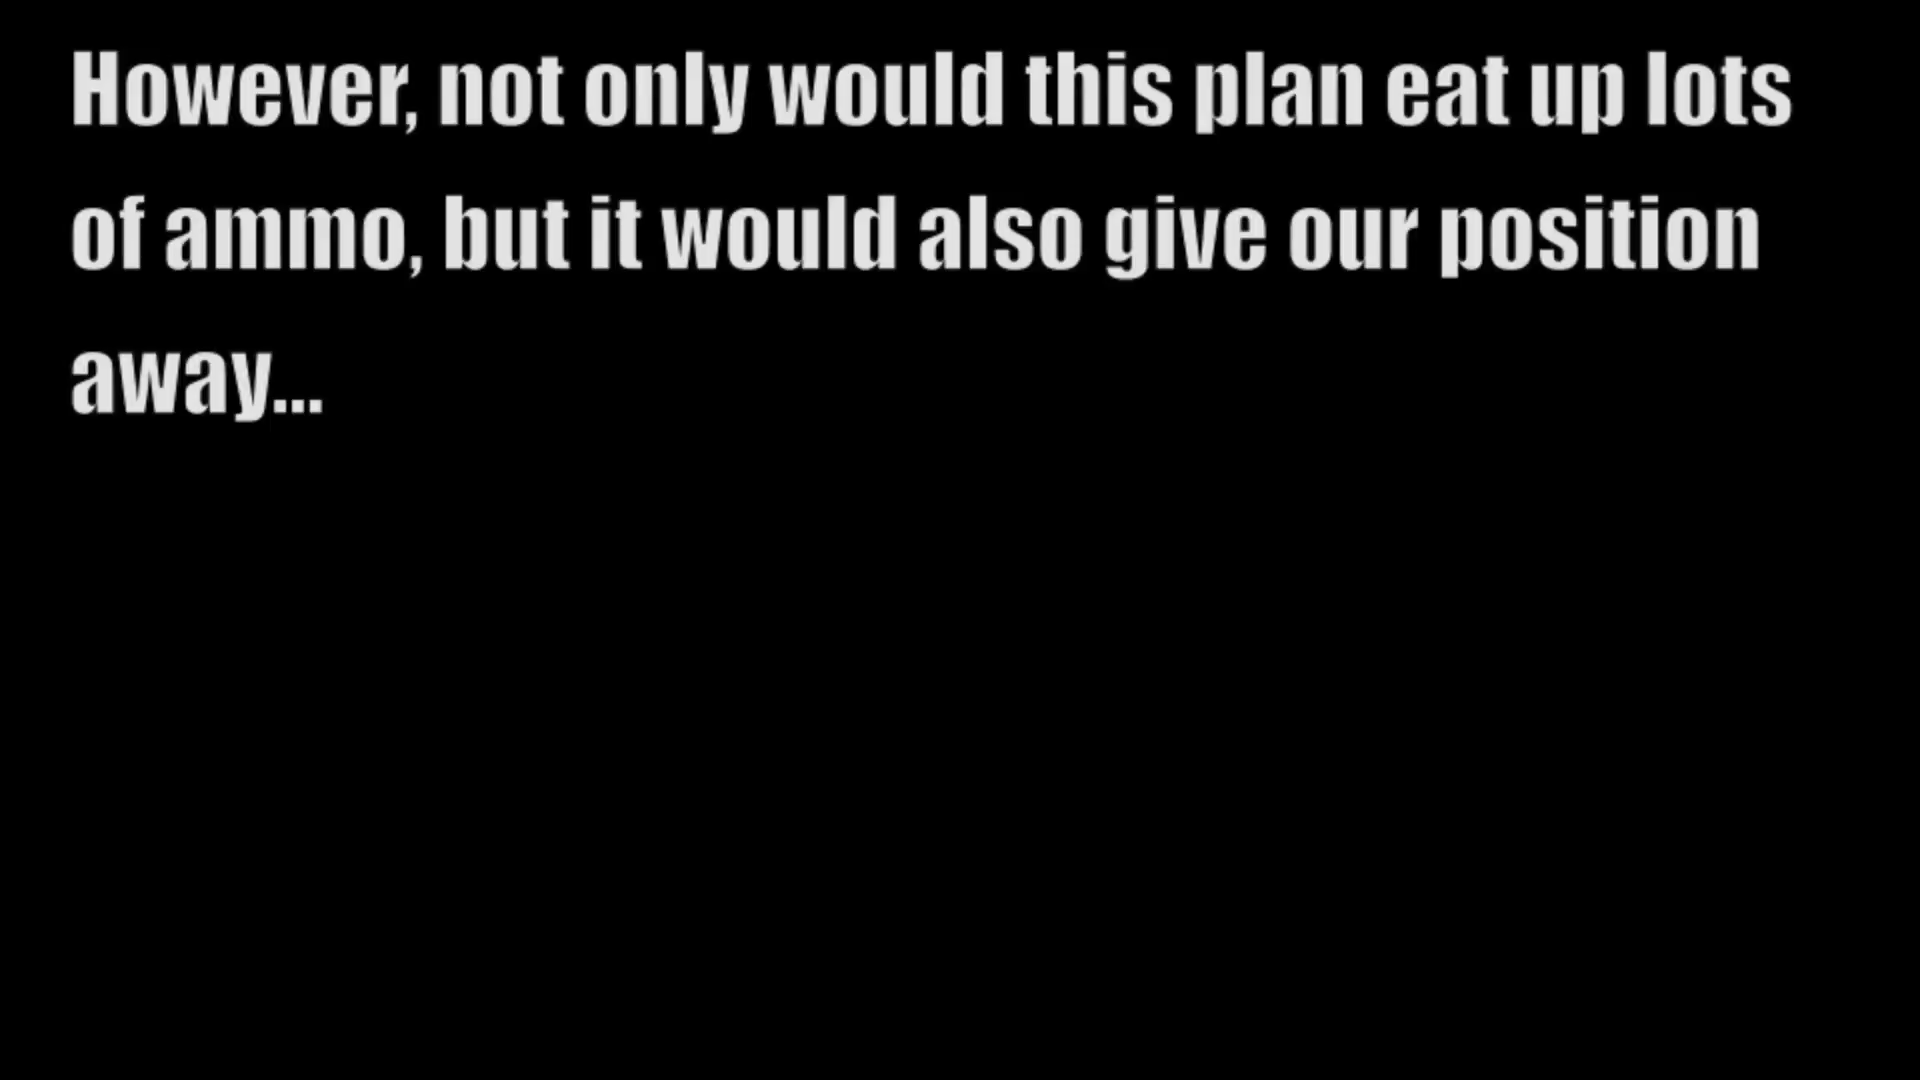 However, not only would this plan eat up lots
of ammo, but it would also give our position
away...